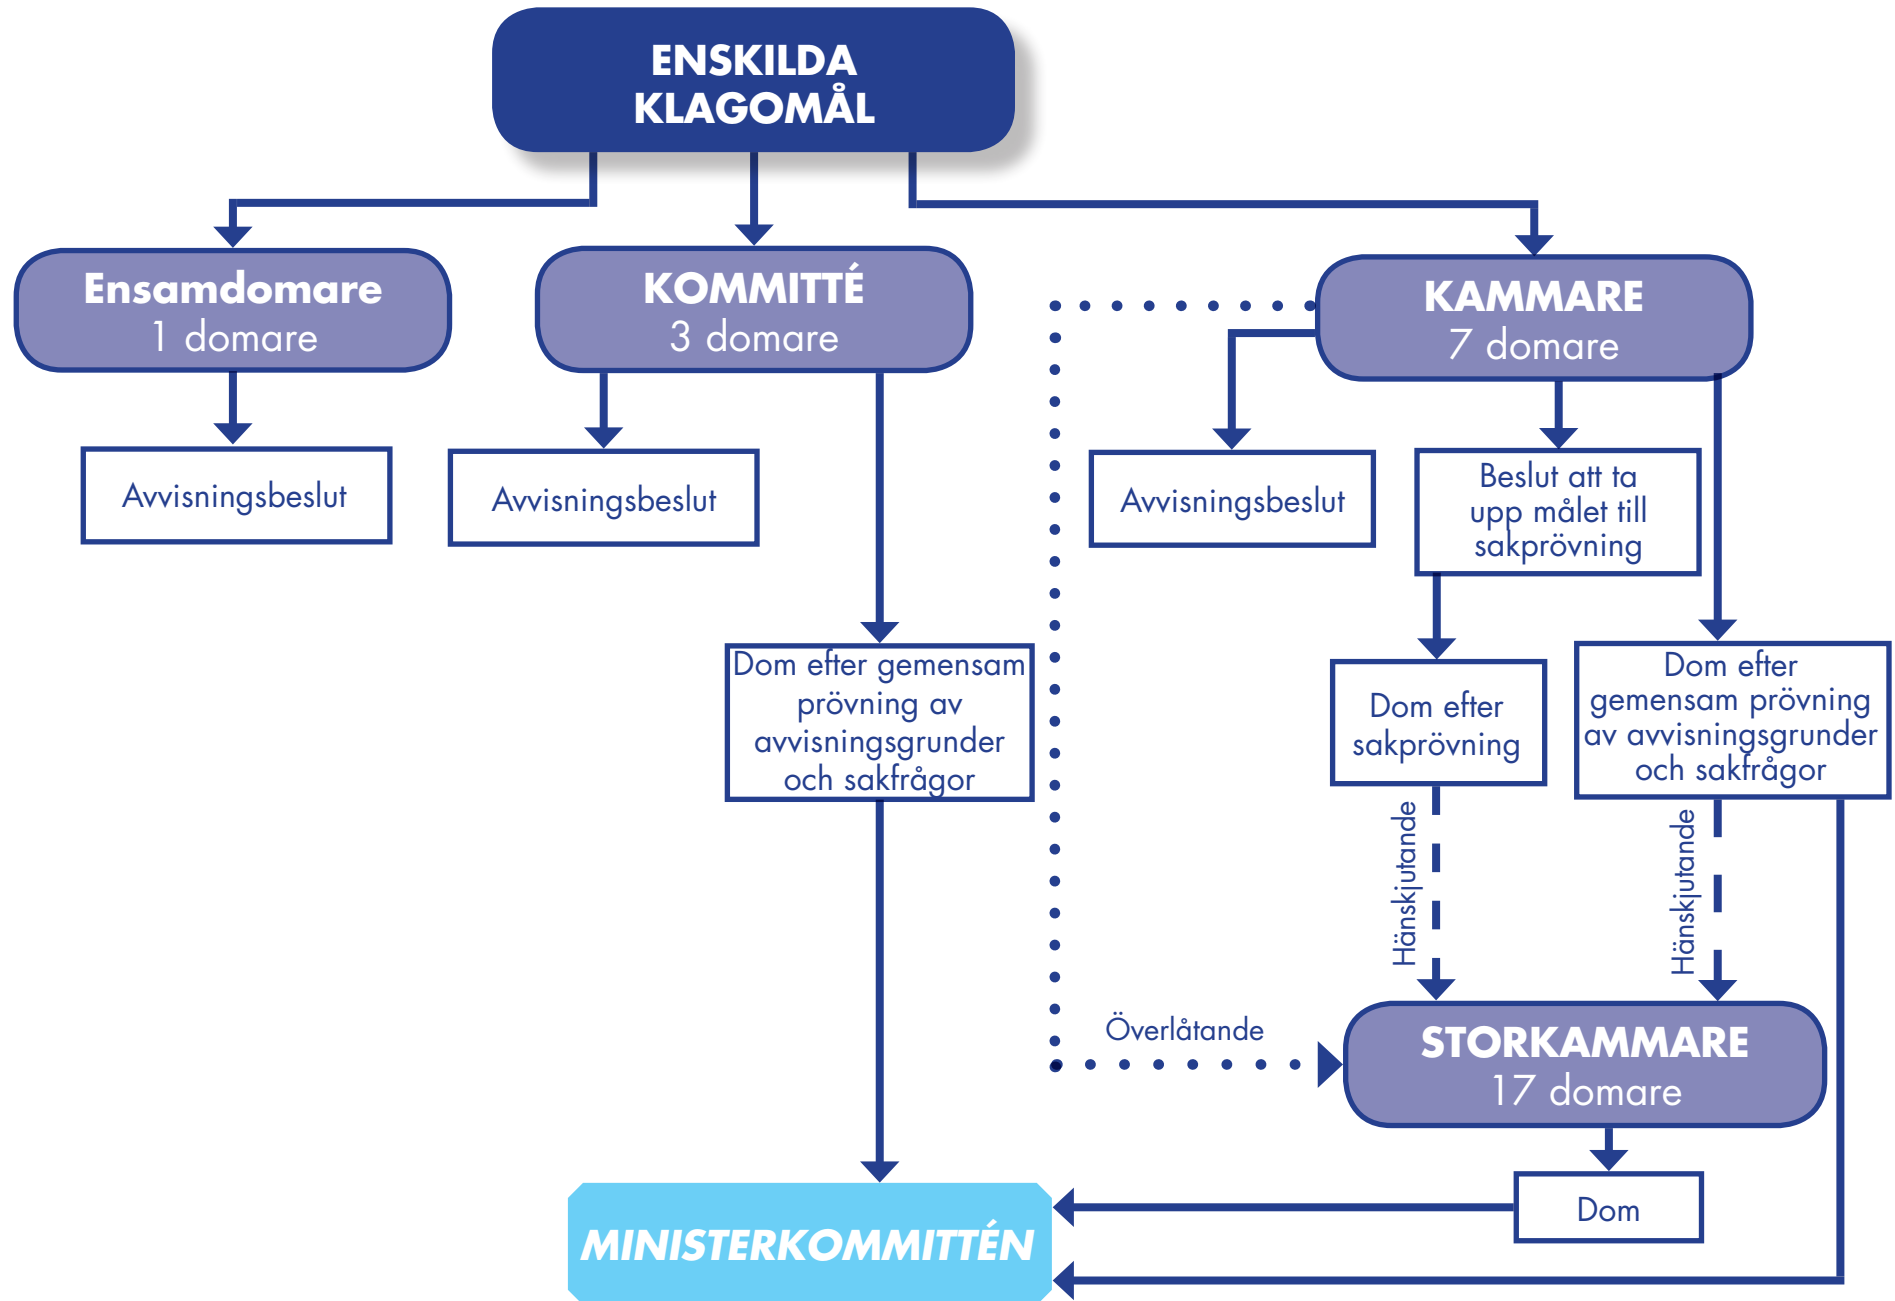 ENSKILDA
KLAGOMÅL
Ensamdomare
1 domare
KOMMITTÉ
3 domare
KAMMARE
7 domare
Avvisningsbeslut
Avvisningsbeslut
Avvisningsbeslut
Beslut att ta
upp målet till
sakprövning
Dom efter gemensam
prövning av
avvisningsgrunder
och sakfrågor
Dom efter
sakprövning
Dom efter
gemensam prövning
av avvisningsgrunder
och sakfrågor
Hänskjutande
Hänskjutande
Överlåtande
STORKAMMARE
17 domare
Dom
MINISTERKOMMITTÉN